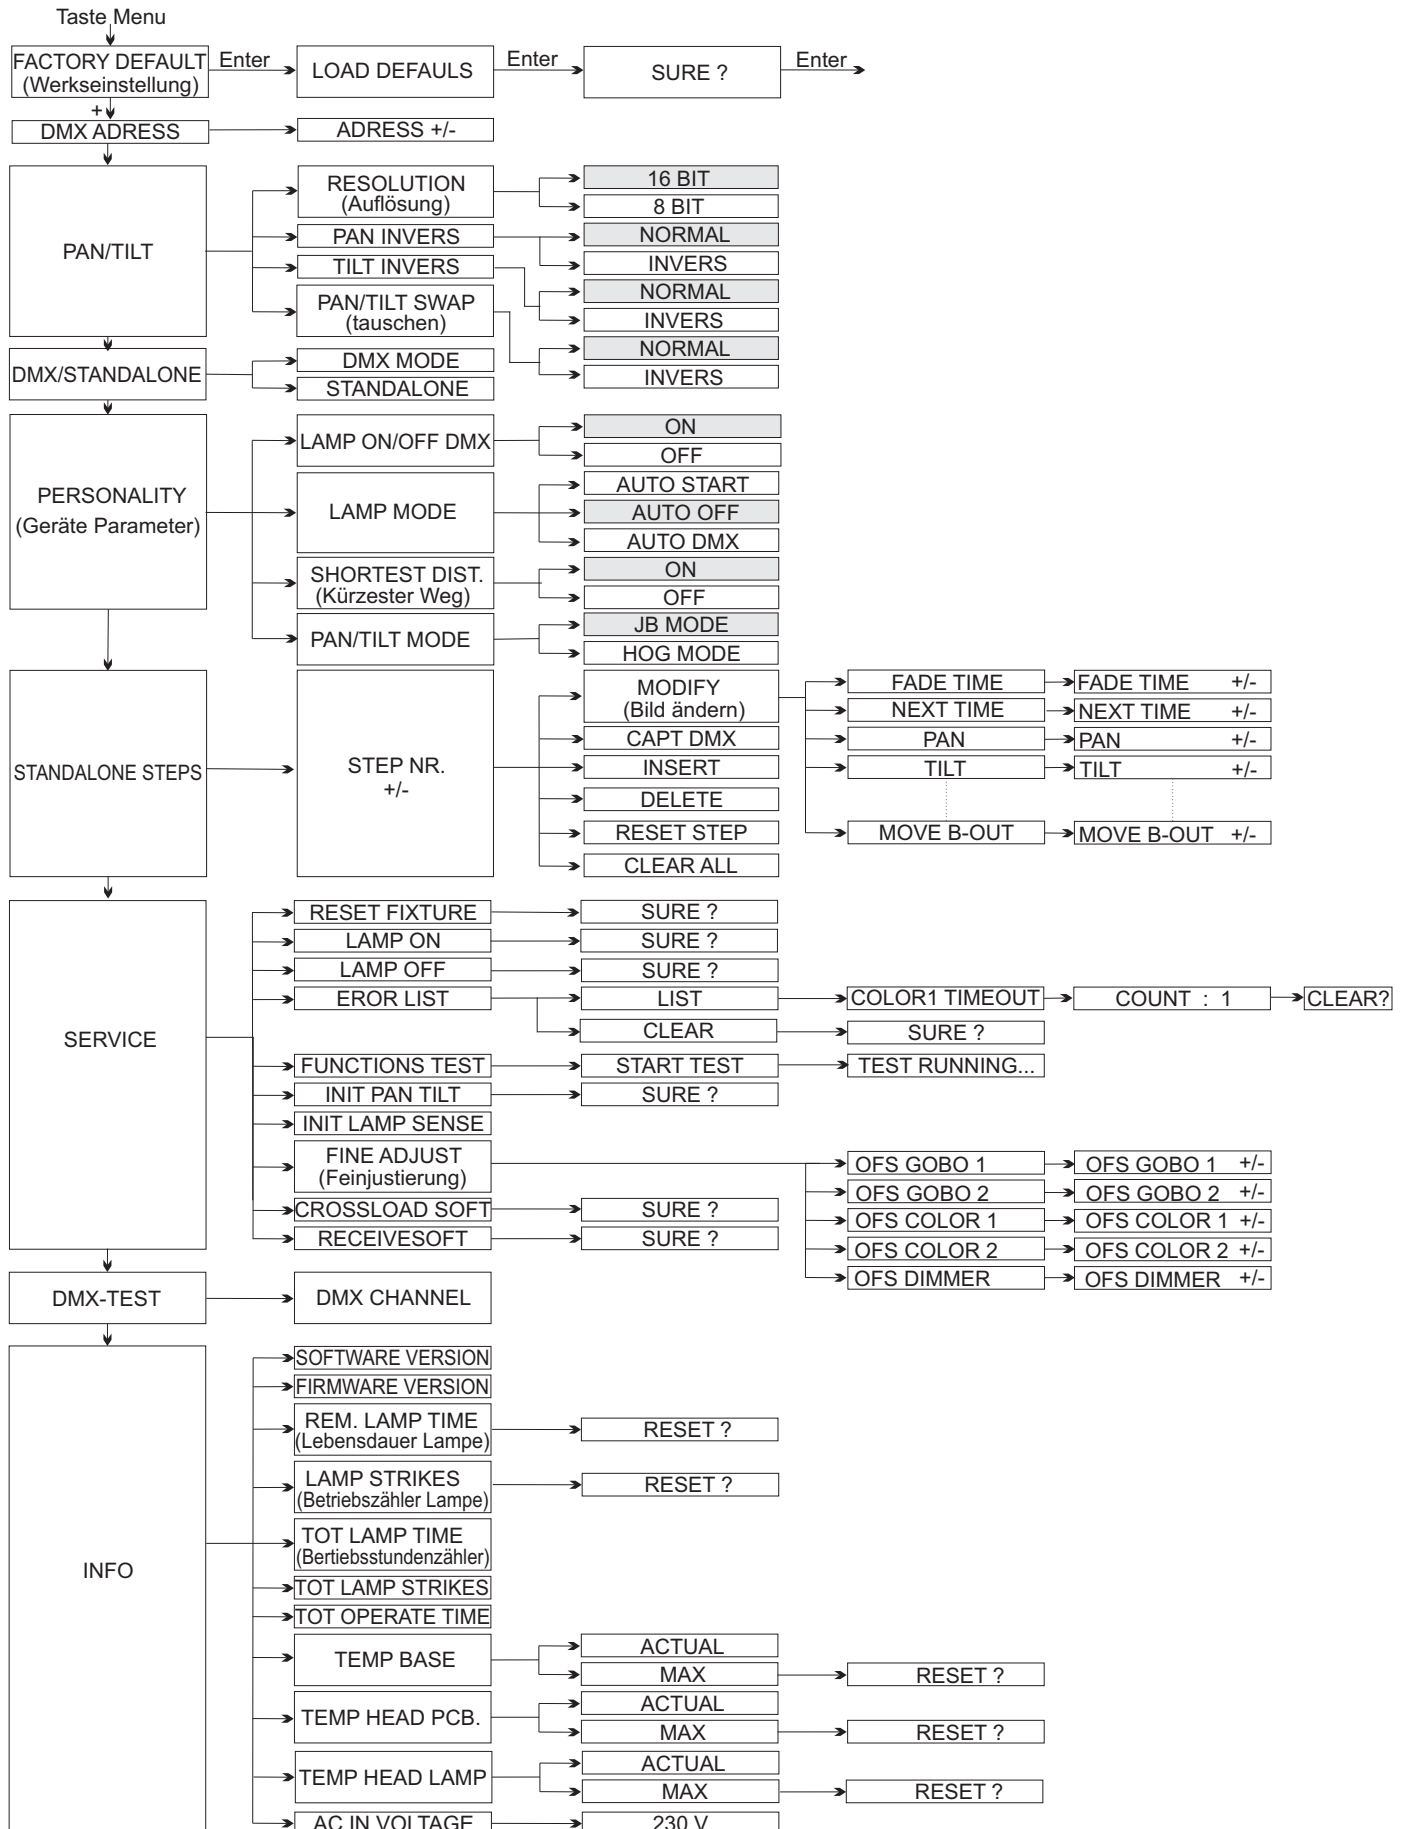 Taste Menu
FACTORY DEFAULT
(Werkseinstellung)
Enter
LOAD DEFAULS
Enter
SURE ?
Enter
+
DMX ADRESS
ADRESS +/-
PAN/TILT
RESOLUTION
(Auflösung)
16 BIT
8 BIT
PAN INVERS
NORMAL
INVERS
TILT INVERS
NORMAL
INVERS
PAN/TILT SWAP
(tauschen)
NORMAL
INVERS
DMX/STANDALONE
DMX MODE
STANDALONE
PERSONALITY
(Geräte Parameter)
LAMP ON/OFF DMX
ON
OFF
LAMP MODE
AUTO START
AUTO OFF
AUTO DMX
SHORTEST DIST.
(Kürzester Weg)
ON
OFF
PAN/TILT MODE
JB MODE
HOG MODE
STANDALONE STEPS
STEP NR.
+/-
MODIFY
(Bild ändern)
FADE TIME
FADE TIME +/-
NEXT TIME
NEXT TIME +/-
PAN
PAN +/-
TILT
TILT +/-
MOVE B-OUT
MOVE B-OUT +/-
CAPT DMX
INSERT
DELETE
RESET STEP
CLEAR ALL
SERVICE
RESET FIXTURE
SURE ?
LAMP ON
SURE ?
LAMP OFF
SURE ?
EROR LIST
LIST
COLOR1 TIMEOUT
COUNT : 1
CLEAR?
CLEAR
SURE ?
FUNCTIONS TEST
START TEST
TEST RUNNING...
INIT PAN TILT
SURE ?
INIT LAMP SENSE
FINE ADJUST
(Feinjustierung)
OFS GOBO 1
OFS GOBO 1 +/-
OFS GOBO 2
OFS GOBO 2 +/-
OFS COLOR 1
OFS COLOR 1 +/-
OFS COLOR 2
OFS COLOR 2 +/-
OFS DIMMER
OFS DIMMER +/-
CROSSLOAD SOFT
SURE ?
RECEIVESOFT
SURE ?
DMX-TEST
DMX CHANNEL
INFO
SOFTWARE VERSION
FIRMWARE VERSION
REM. LAMP TIME
(Lebensdauer Lampe)
RESET ?
LAMP STRIKES
(Betriebszähler Lampe)
RESET ?
TOT LAMP TIME
(Bertiebsstundenzähler)
TOT LAMP STRIKES
TOT OPERATE TIME
TEMP BASE
ACTUAL
MAX
RESET ?
TEMP HEAD PCB.
ACTUAL
MAX
RESET ?
TEMP HEAD LAMP
ACTUAL
MAX
RESET ?
AC IN VOLTAGE
230 V